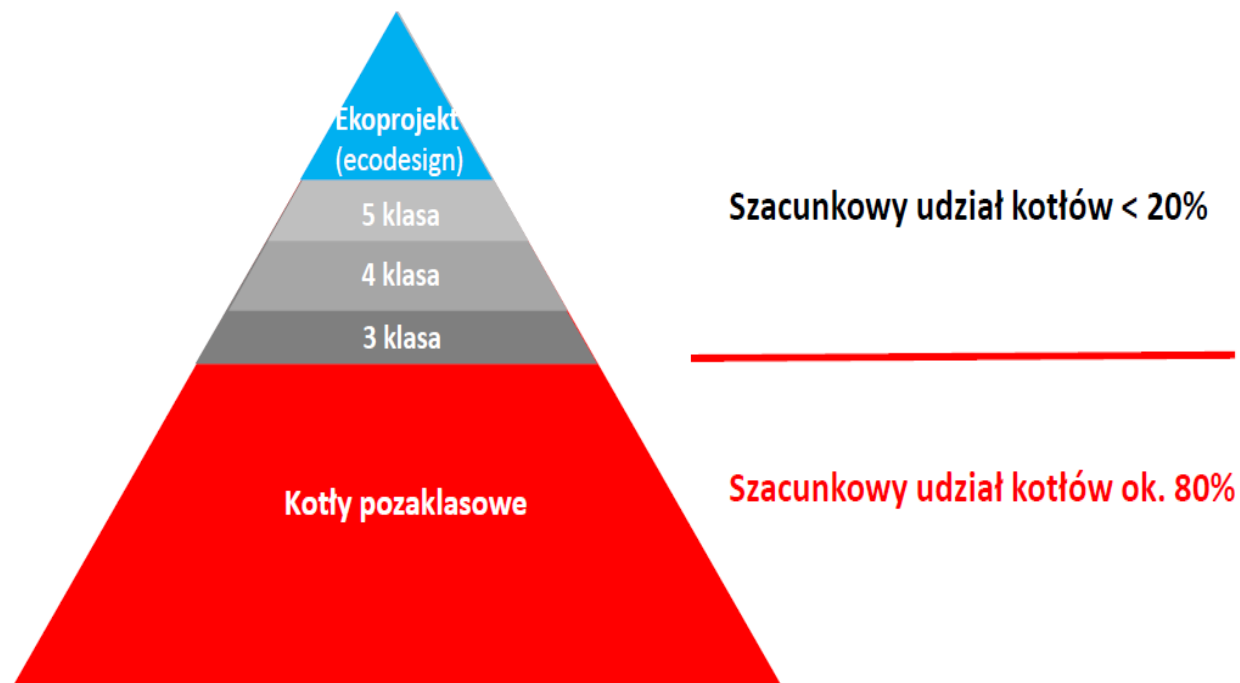 Ekoprojekt
(ecodesign)
5 klasa
4 klasa
3 klasa
Kotły pozaklasowe
Szacunkowy udział kotłów < 20%
Szacunkowy udział kotłów ok. 80%